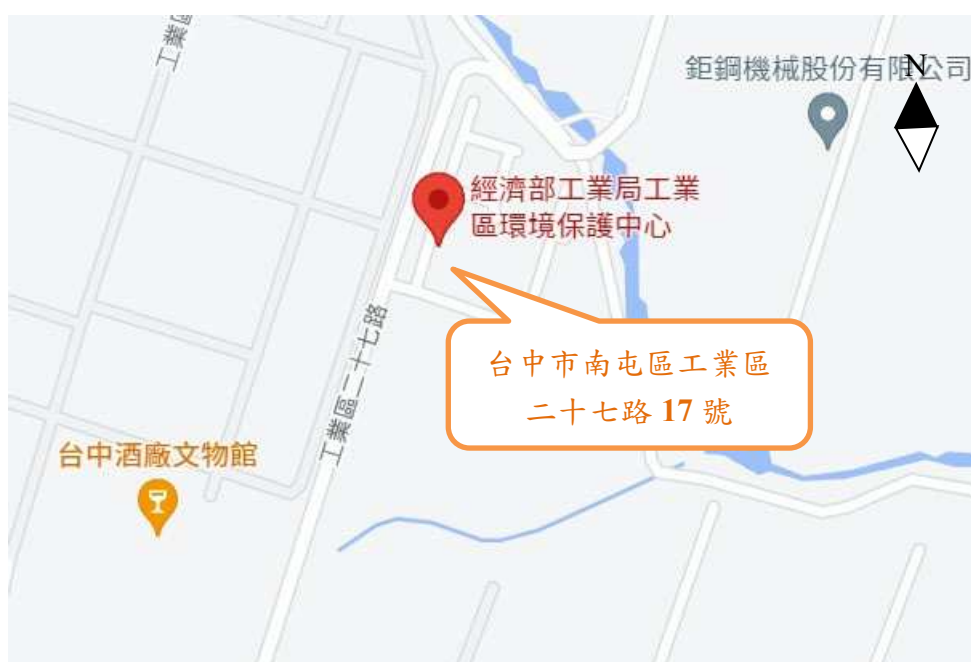 工業區
鉅鋼機械股份有限公司
N
經濟部工業局工業
區環境保護中心
工業區二十七路
台中市南屯區工業區
二十七路 17 號
台中酒廠文物館